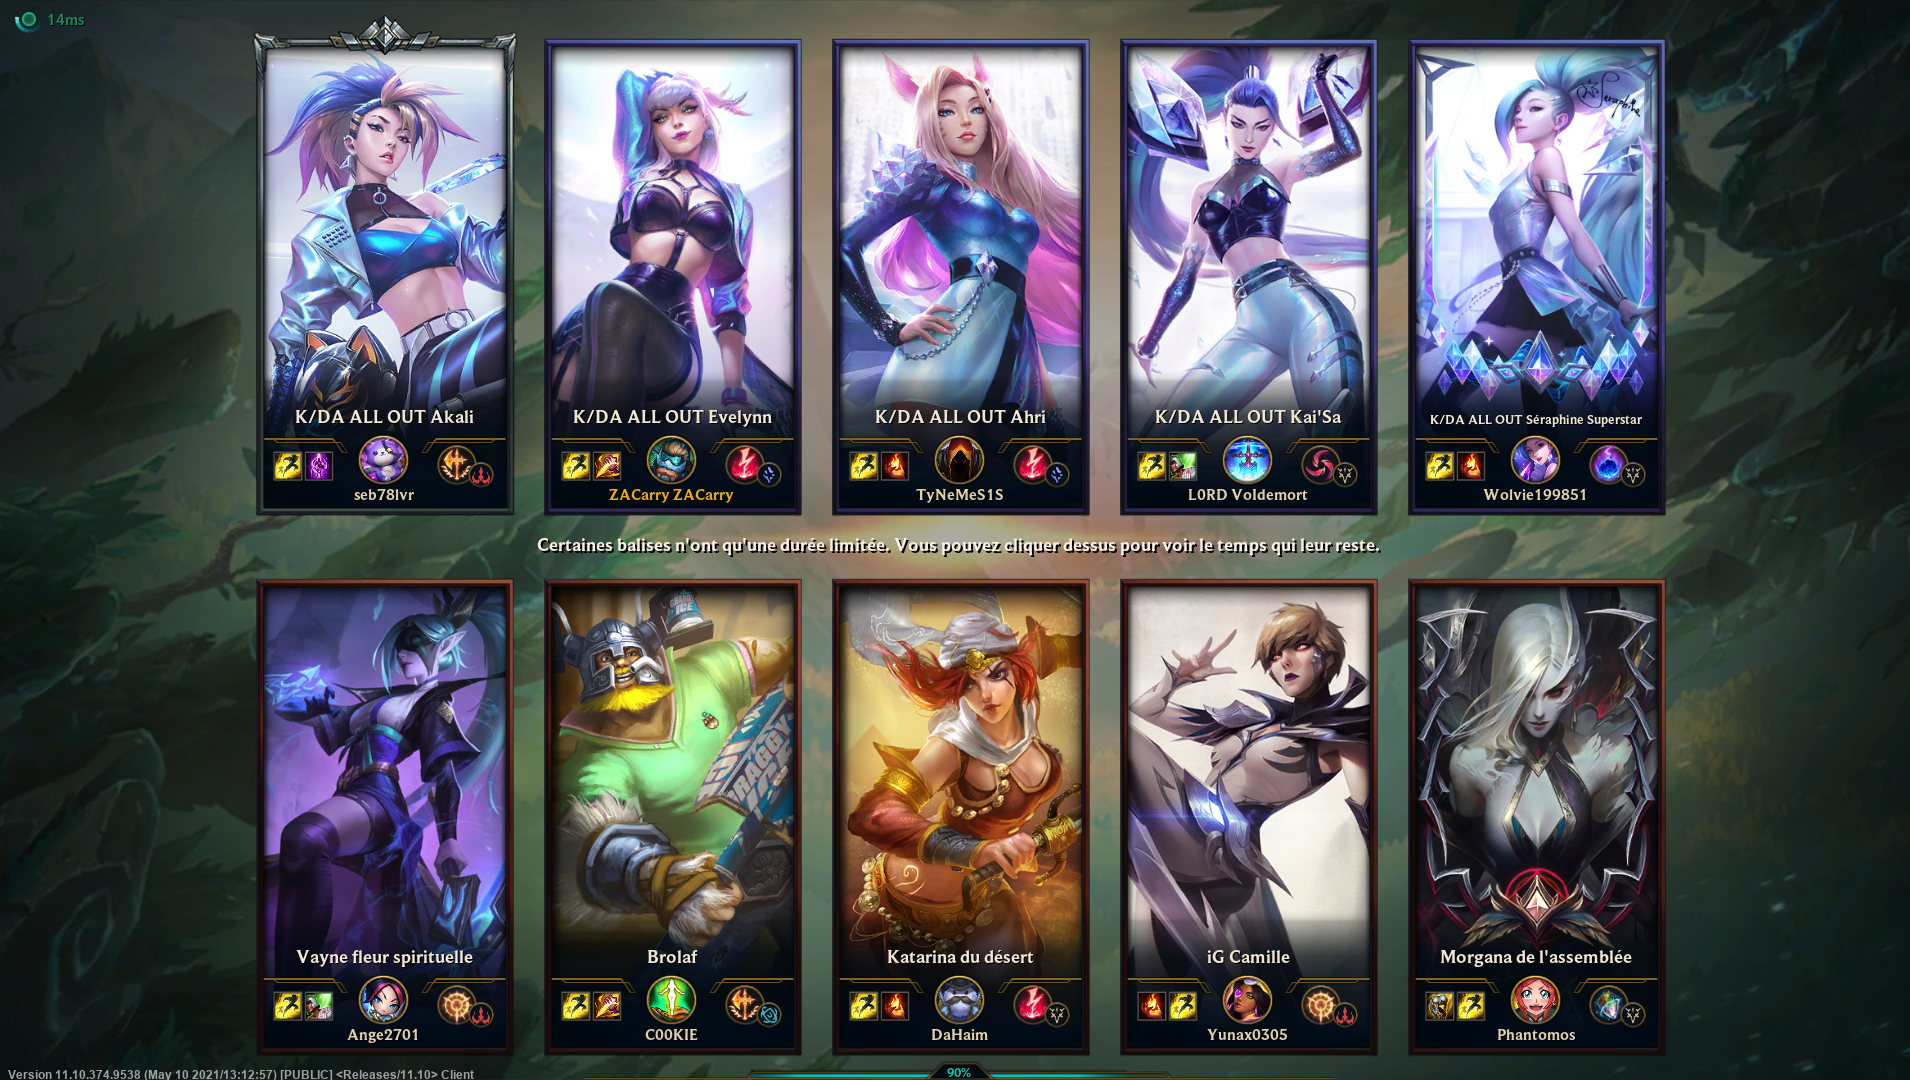 14ms
Seraphine
K/DA ALL OUT Akali
K/DA ALL OUT Evelynn
K/DA ALL OUT Ahri
K/DA ALL OUT Kai'Sa
K/DA ALL OUT Séraphine Superstar
seb78lvr
ZACarry ZACarry
TyNeMeS1S
L0RD Voldemort
Wolvie199851
Certaines balises n'ont qu'une durée limitée. Vous pouvez cliquer dessus pour voir le temps qui leur reste.
ICE
Vayne fleur spirituelle
Brolaf
Katarina du désert
iG Camille
Morgana de l'assemblée
Ange2701
C00KIE
DaHaim
Yunax0305
Phantomos
Version 11.10.374.9538 (May 10 2021/13:12:57) [PUBLIC] <Releases/11.10> Client
90%